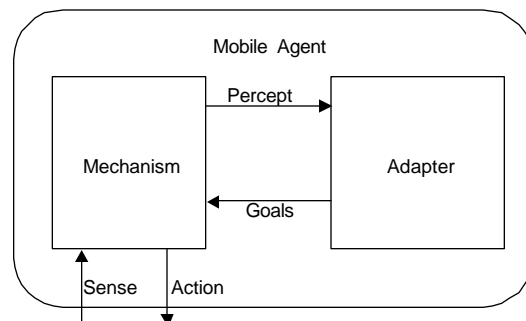 Mobile Agent
Percept
Mechanism
Adapter
Goals
Sense
Action